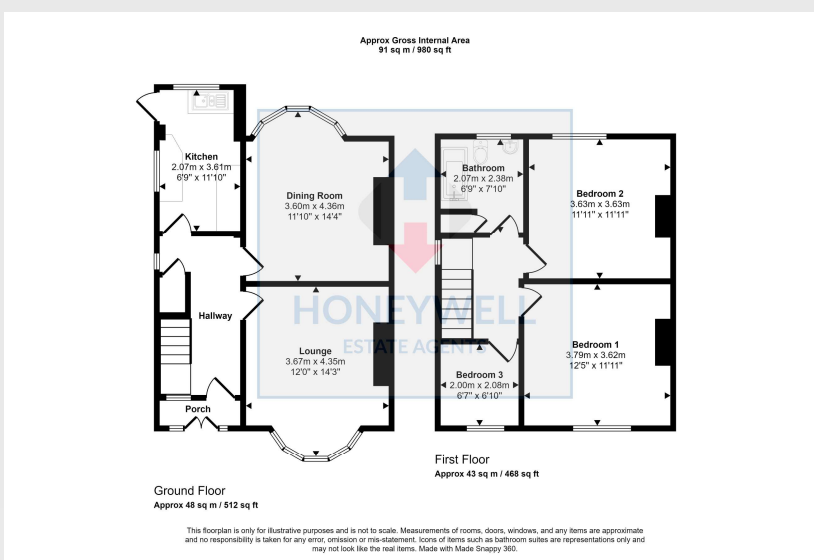 Approx Gross Internal Area
91 sq m / 980 sq ft
Kitchen
2.07m x 3.61m
6'9" x 11'10"
Dining Room
3.60m x 4.36m
11'10" x 14'4"
Bathroom
2.07m x 2.38m
6'9" x 7'10"
Bedroom 2
3.63m x 3.63m
11'11" x 11'11"
Hallway
HONEYWELL
ESTATE AGENTS
Lounge
3.67m x 4.35m
12'0" x 14'3"
Bedroom 1
3.79m x 3.62m
12'5" x 11'11"
Bedroom 3
2.00m x 2.08m
6'7" x 6'10"
Porch
First Floor
Approx 43 sq m / 468 sq ft
Ground Floor
Approx 48 sq m / 512 sq ft
This floorplan is only for illustrative purposes and is not to scale. Measurements of rooms, doors, windows, and any items are approximate
and no responsibility is taken for any error, omission or mis-statement. Icons of items such as bathroom suites are representations only and
may not look like the real items. Made with Made Snappy 360.